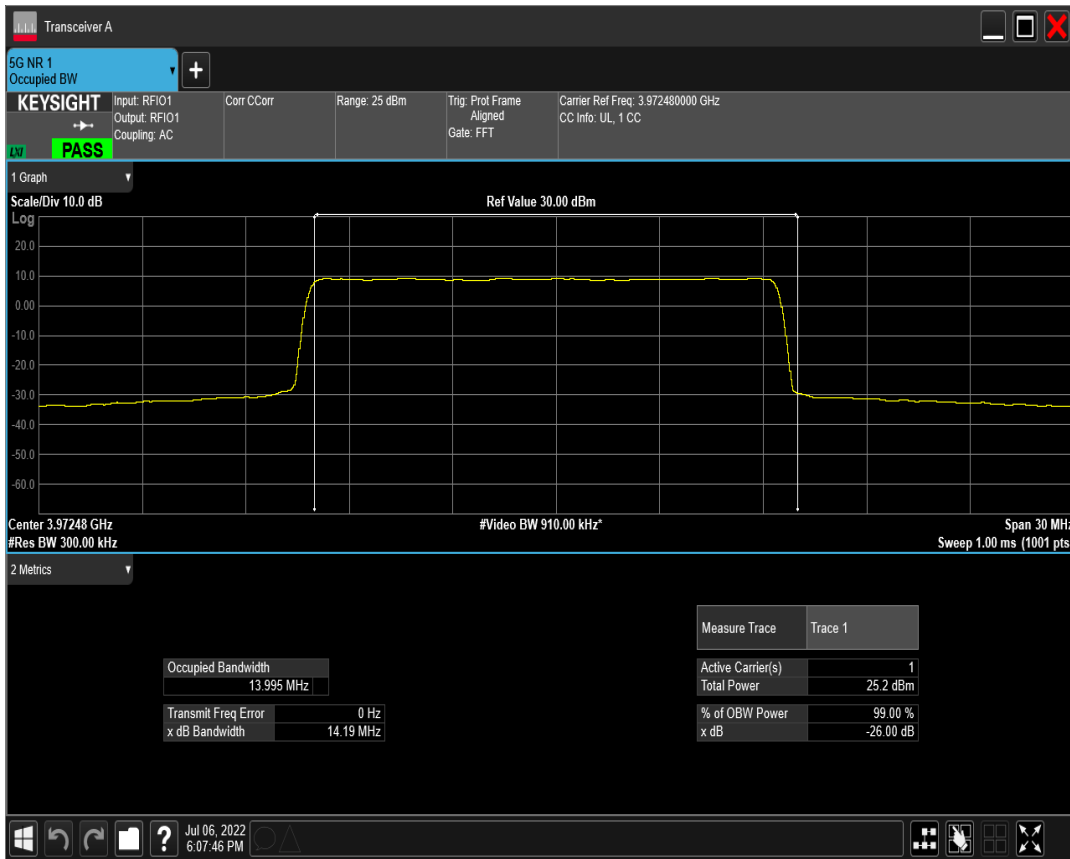 Transceiver A
5G NR 1
Occupied BW
+
KEYSIGHT
LXI
PASS
Input: RFIO1
Output: RFIO1
Coupling: AC
Corr CCorr
Range: 25 dBm
Trig: Prot Frame
Aligned
Gate: FFT
Carrier Ref Freq: 3.972480000 GHz
CC Info: UL, 1 CC
1 Graph
Scale/Div 10.0 dB
Ref Value 30.00 dBm
Log
20.0
10.0
0.00
-10.0
-20.0
-30.0
-40.0
-50.0
-60.0
Center 3.97248 GHz
#Video BW 910.00 kHz*
Span 30 MHz
#Res BW 300.00 kHz
Sweep 1.00 ms (1001 pts
2 Metrics
Measure Trace Trace 1
Occupied Bandwidth
13.995 MHz
Active Carrier(s) 1
Total Power 25.2 dBm
Transmit Freq Error 0 Hz
x dB Bandwidth 14.19 MHz
% of OBW Power 99.00 %
x dB -26.00 dB
?
Jul 06, 2022
6:07:46 PM